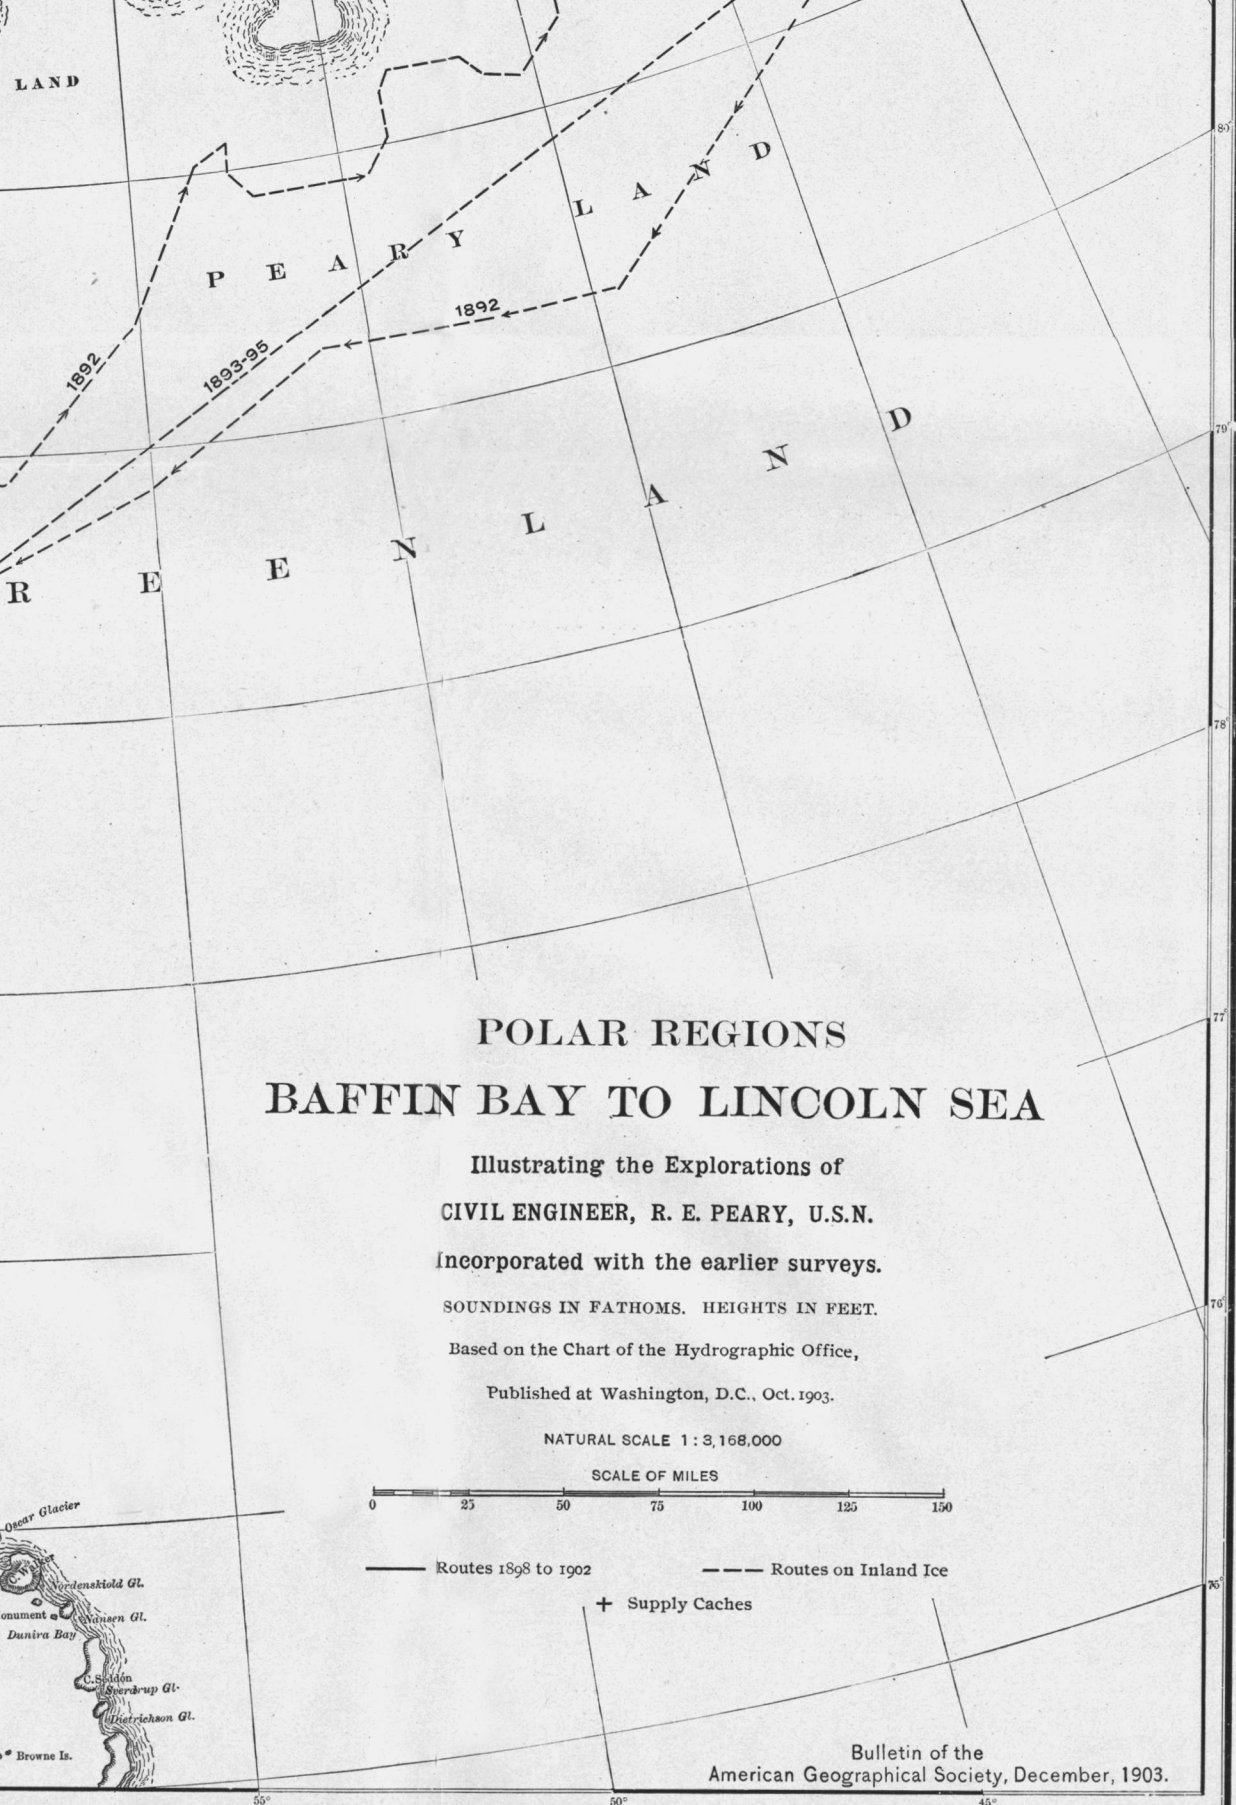 LAND
80°
PEARY LAND
1892
1893-95
1892
79°
REENLAND
78°
77°
POLAR REGIONS
BAFFIN BAY TO LINCOLN SEA
Illustrating the Explorations of
CIVIL ENGINEER, R. E. PEARY, U.S.N.
Incorporated with the earlier surveys.
SOUNDINGS IN FATHOMS. HEIGHTS IN FEET.
76°
Based on the Chart of the Hydrographic Office,
Published at Washington, D.C., Oct. 1903.
NATURAL SCALE 1 : 3,168,000
SCALE OF MILES
0 25 50 75 100 125 150
Oscar Glacier
C. Walker
Routes 1898 to 1902
Routes on Inland Ice
75°
Nordenskiold Gl.
+ Supply Caches
onument
Nansen Gl.
Dunira Bay
C. Seddon
Sverdrup Gl.
Dietrichson Gl.
Browne Is.
Bulletin of the
American Geographical Society, December, 1903.
55° 50° 45°